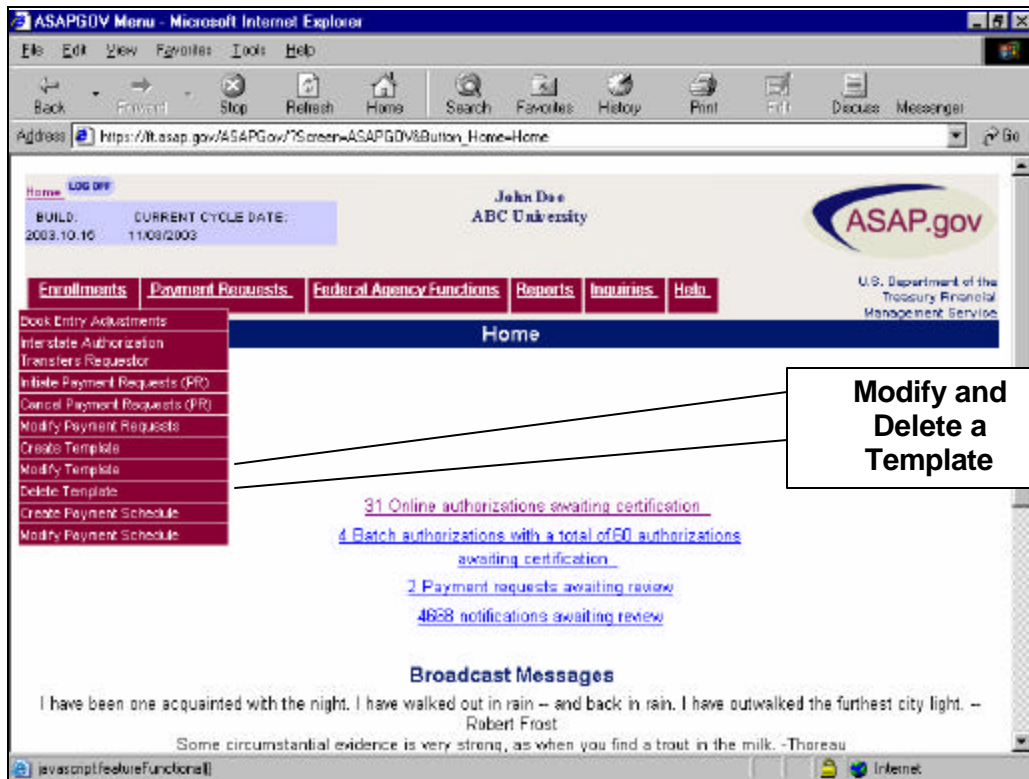 ASAPGOV Menu - Microsoft Internet Explorer
File Edit View Favorites Tools Help
Back Forward Stop Refresh Home Search Favorites History Print Edit Discuss Messenger
Address https://ft.asap.gov/ASAPGov/?Screen=ASAPGOV&Button_Home=Home Go
Home LOG OFF
BUILD: CURRENT CYCLE DATE:
2003.10.16 11/03/2003
John Doe
ABC University
ASAP.gov
U.S. Department of the
Treasury Financial
Management Service
Enrollments Payment Requests Federal Agency Functions Reports Inquiries Help
Home
Book Entry Adjustments
Interstate Authorization
Transfers Requestor
Initiate Payment Requests (PR)
Cancel Payment Requests (PR)
Modify Payment Requests
Create Template
Modify Template
Delete Template
Create Payment Schedule
Modify Payment Schedule
Modify and
Delete a
Template
31 Online authorizations awaiting certification
4 Batch authorizations with a total of 60 authorizations
awaiting certification
2 Payment requests awaiting review
4668 notifications awaiting review
Broadcast Messages
I have been one acquainted with the night. I have walked out in rain -- and back in rain. I have outwalked the furthest city light. --
Robert Frost
Some circumstantial evidence is very strong, as when you find a trout in the milk. -Thoreau
javascript:featureFunctional() Internet